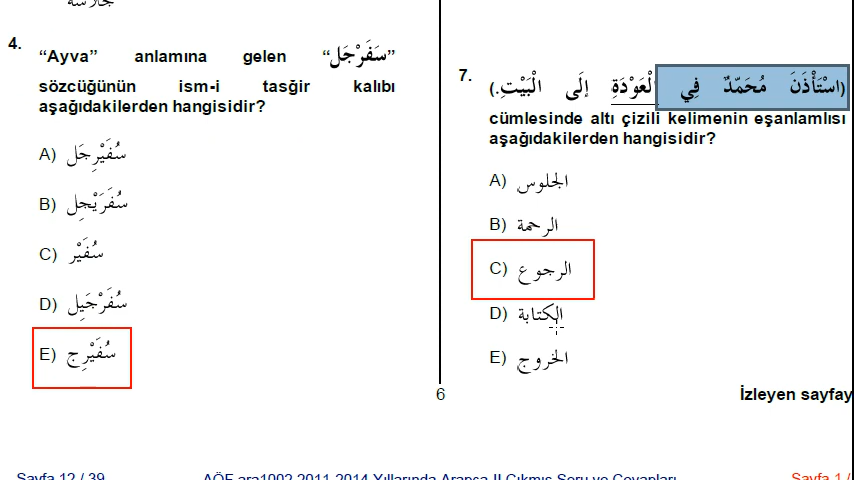 4.
“Ayva” anlamına gelen “سَفَرْجَل”
sözcüğünün ism-i tasğir kalıbı
aşağıdakilerden hangisidir?
A) سُفَيْرِجَل
B) سُفَرَيْجِل
C) سُفَيْر
D) سُفَرْجَيِل
E) سُفَيْرِج
7.
(اسْتَأْذَنَ مُحَمَّدٌ فِي الْعَوْدَةِ إِلَى الْبَيْتِ.)
cümlesinde altı çizili kelimenin eşanlamlısı
aşağıdakilerden hangisidir?
A) الجلوس
B) الرحمة
C) الرجوع
D) الكتابة
E) الخروج
6
İzleyen sayfay
Sayfa 12 / 39
AÖF ara1002 2011-2014 Yıllarında Arapça II Çıkmış Soru ve Cevapları
Sayfa 1 /